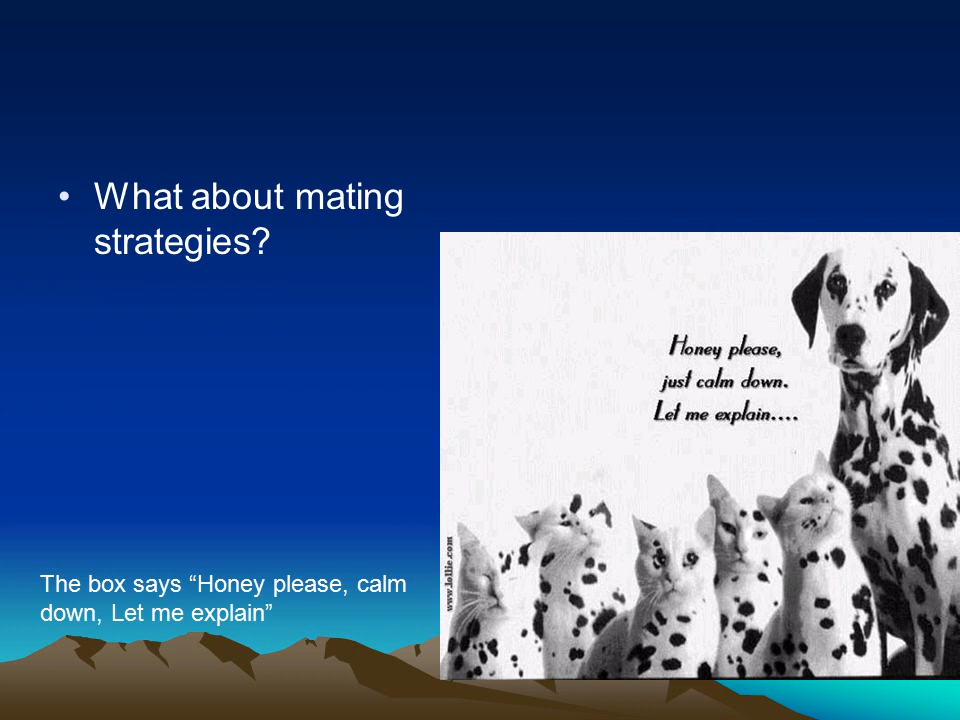 • What about mating
strategies?
Honey please,
just calm down.
Let me explain....
www.lollie.com
The box says “Honey please, calm
down, Let me explain”